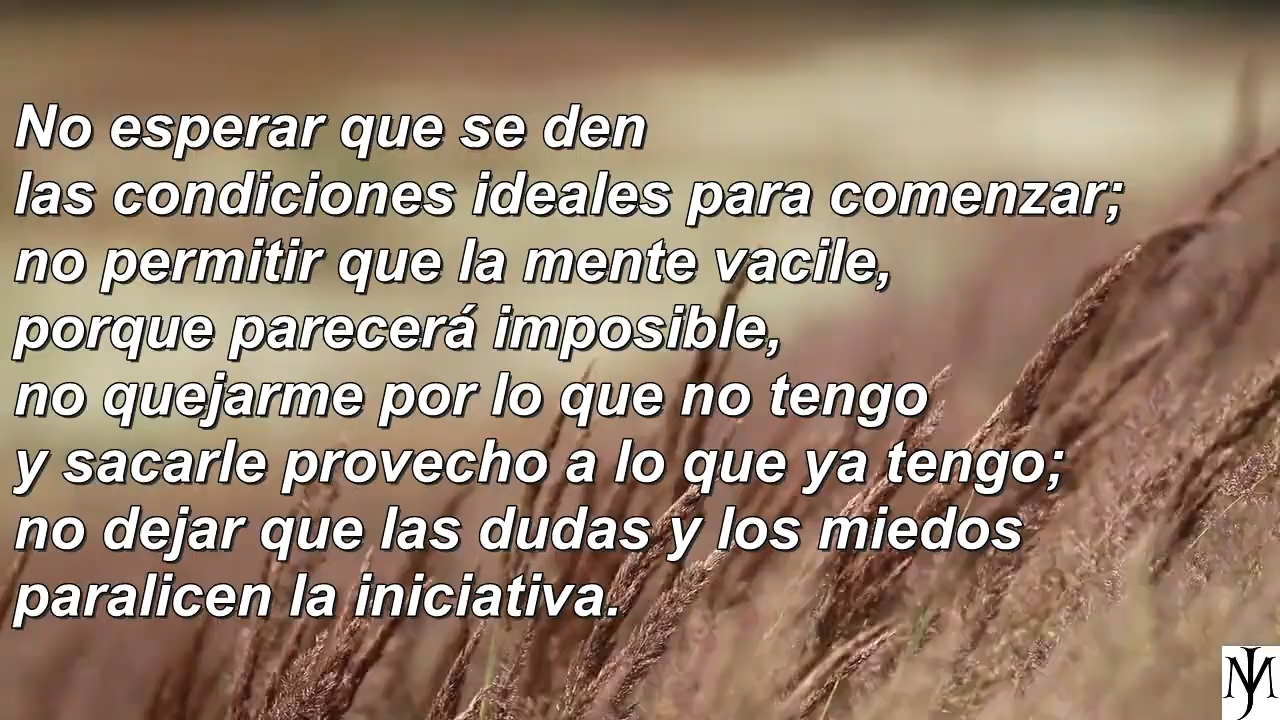 No esperar que se den
las condiciones ideales para comenzar;
no permitir que la mente vacile,
porque parecerá imposible,
no quejarme por lo que no tengo
y sacarle provecho a lo que ya tengo;
no dejar que las dudas y los miedos
paralicen la iniciativa.